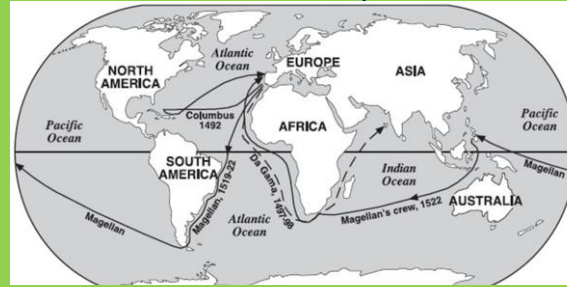 Atlantic
Ocean
NORTH
AMERICA
EUROPE
ASIA
Columbus
1492
Pacific
Ocean
AFRICA
Pacific
Ocean
SOUTH
AMERICA
Magellan, 1519-22
Da Gama, 1497-98
Indian
Ocean
Magellan
Atlantic
Ocean
Magellan's crew, 1522
AUSTRALIA
Magellan